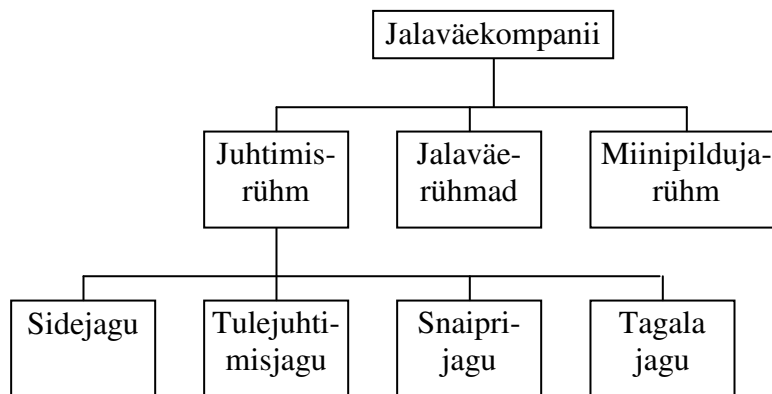 Jalaväekompanii
Juhtimis-
rühm
Jalaväe-
rühmad
Miinipilduja-
rühm
Sidejagu
Tulejuhti-
misjagu
Snaipri-
jagu
Tagala
jagu